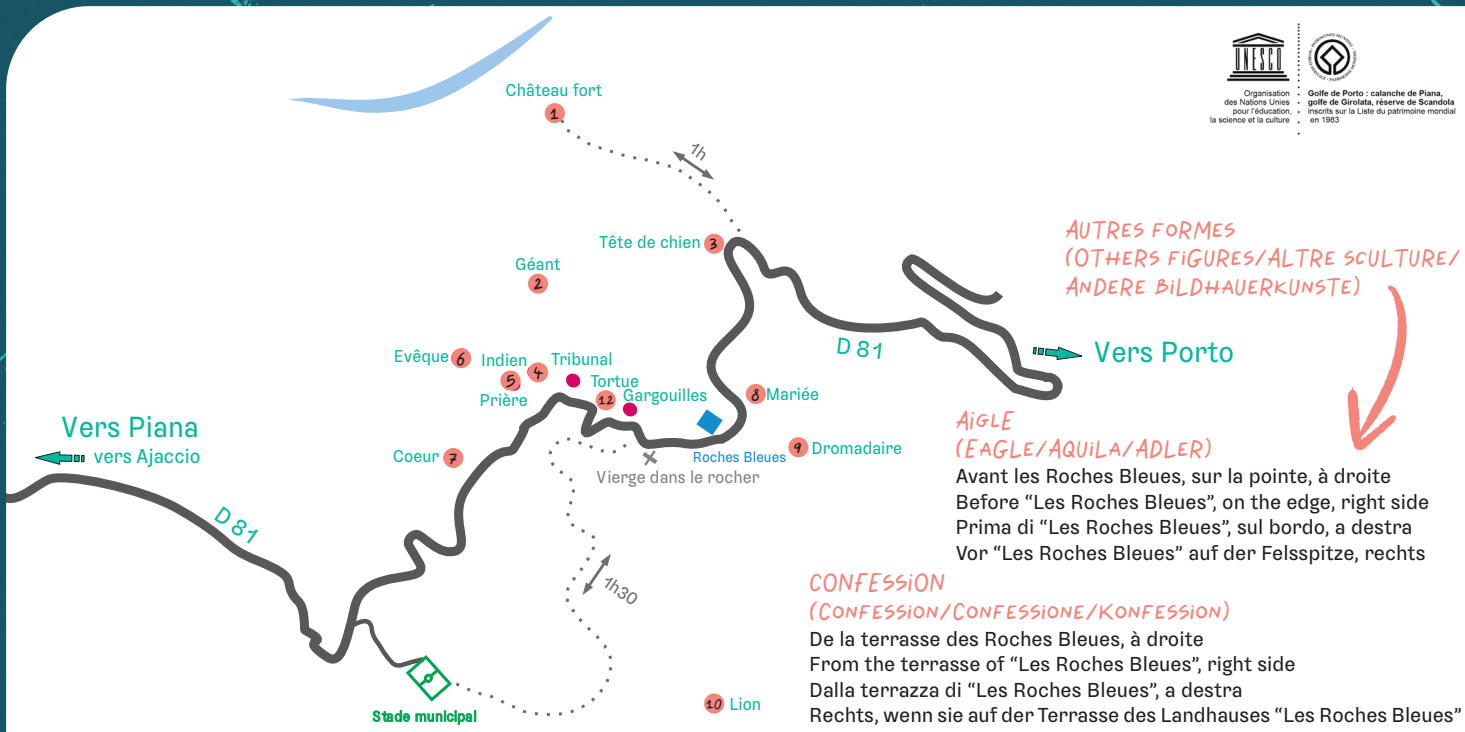 UNESCO
Organisation
des Nations Unies
pour l'éducation,
la science et la culture
Golfe de Porto : calanche de Piana,
golfe de Girolata, réserve de Scandola
inscrits sur la Liste du patrimoine mondial
en 1983
Château fort
1
1h
Tête de chien 3
Géant
2
AUTRES FORMES
(OTHERS FIGURES/ALTRE SCULTURE/
ANDERE BILDHAUERKUNSTE)
D 81
Vers Porto
Evêque 6
Indien
5
4
Tribunal
Prière
Tortue
12
Gargouilles
8 Mariée
Vers Piana
vers Ajaccio
Coeur 7
Roches Bleues
9 Dromadaire
Vierge dans le rocher
D 81
1h30
AIGLE
(EAGLE/AQUILA/ADLER)
Avant les Roches Bleues, sur la pointe, à droite
Before “Les Roches Bleues”, on the edge, right side
Prima di “Les Roches Bleues”, sul bordo, a destra
Vor “Les Roches Bleues” auf der Felsspitze, rechts
CONFESSION
(CONFESSION/CONFESSIONE/KONFESSION)
De la terrasse des Roches Bleues, à droite
From the terrasse of “Les Roches Bleues”, right side
Dalla terrazza di “Les Roches Bleues”, a destra
Rechts, wenn sie auf der Terrasse des Landhauses “Les Roches Bleues”
Stade municipal
10 Lion